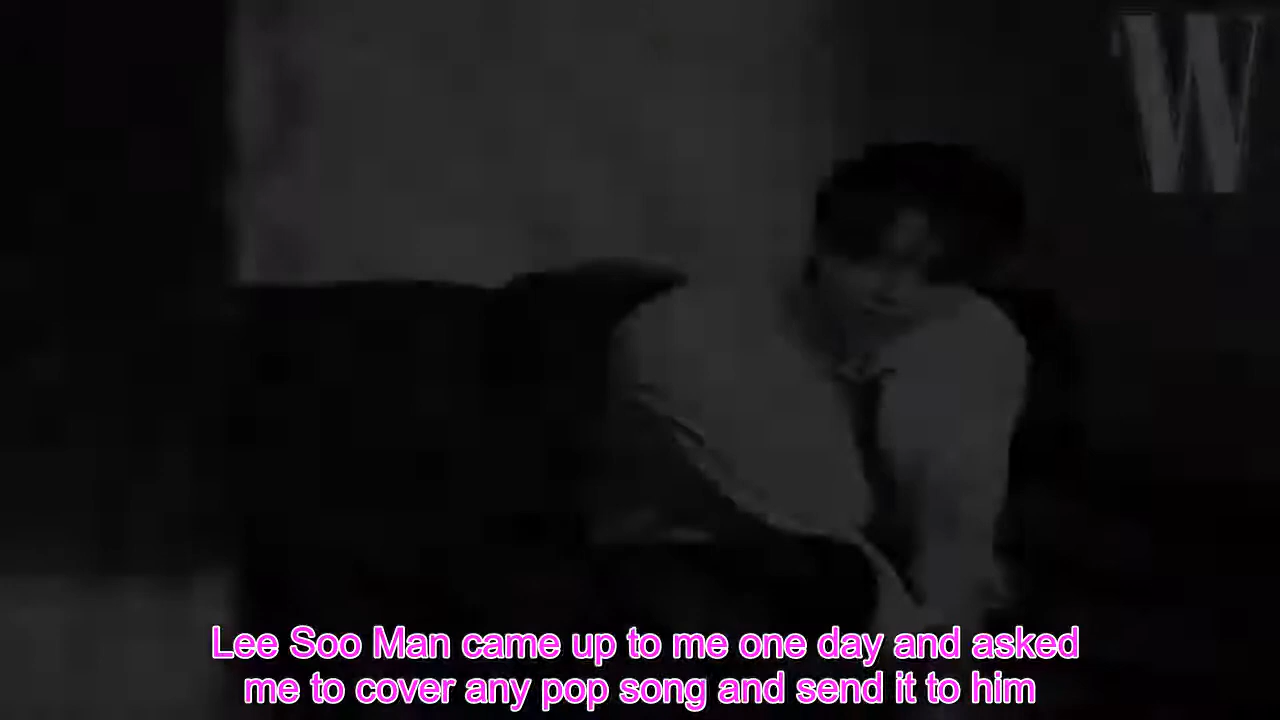 W
Lee Soo Man came up to me one day and asked
me to cover any pop song and send it to him